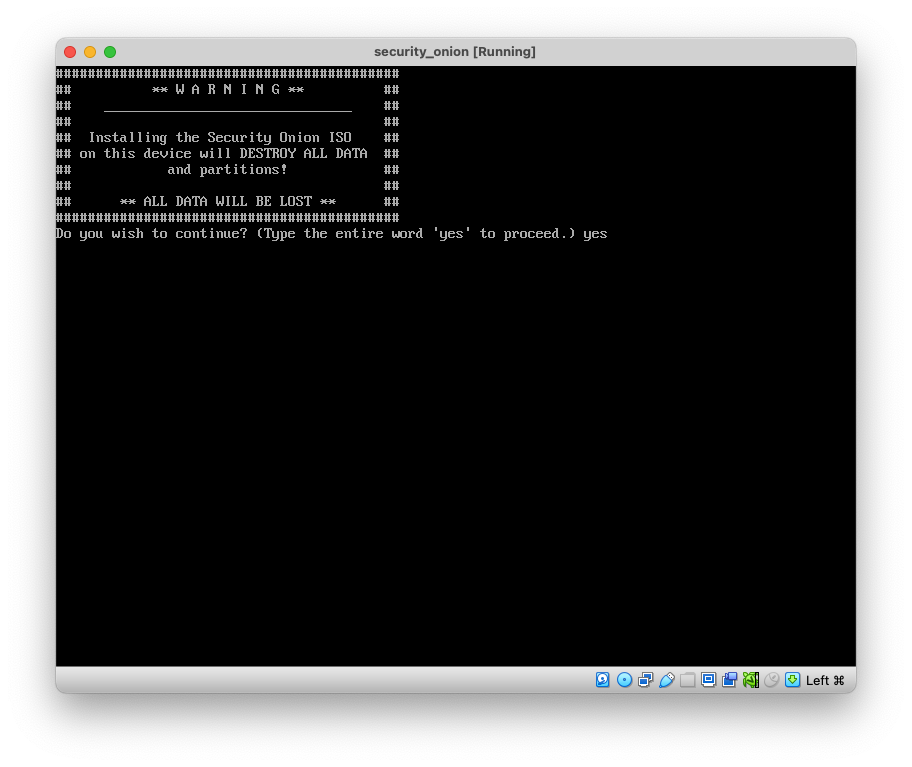 security_onion [Running]
###########################################
## ** W A R N I N G ** ##
## _______________________________ ##
## ##
## Installing the Security Onion ISO ##
## on this device will DESTROY ALL DATA ##
## and partitions! ##
## ##
## ** ALL DATA WILL BE LOST ** ##
###########################################
Do you wish to continue? (Type the entire word 'yes' to proceed.) yes
Left ⌘